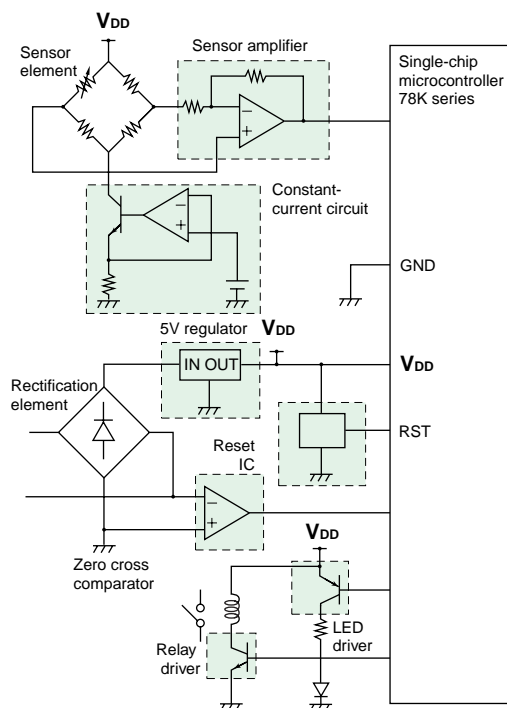 VDD
Sensor
element
Sensor amplifier
Single-chip
microcontroller
78K series
−
+
Constant-
current circuit
−
+
GND
5V regulator
VDD
IN OUT
VDD
Rectification
element
RST
Reset
IC
−
+
VDD
Zero cross
comparator
LED
driver
Relay
driver